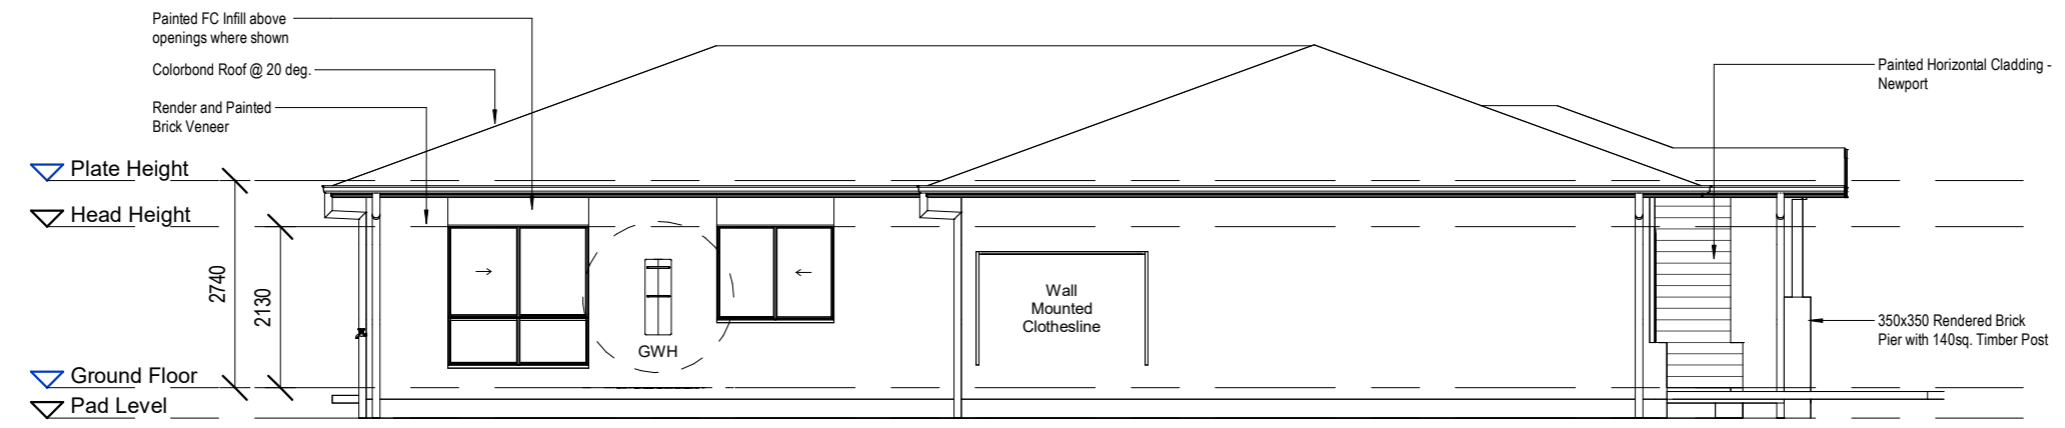 Painted FC Infill above
openings where shown
Colorbond Roof @ 20 deg.
Render and Painted
Brick Veneer
Painted Horizontal Cladding -
Newport
Plate Height
Head Height
2740
2130
Wall
Mounted
Clothesline
GWH
350x350 Rendered Brick
Pier with 140sq. Timber Post
Ground Floor
Pad Level